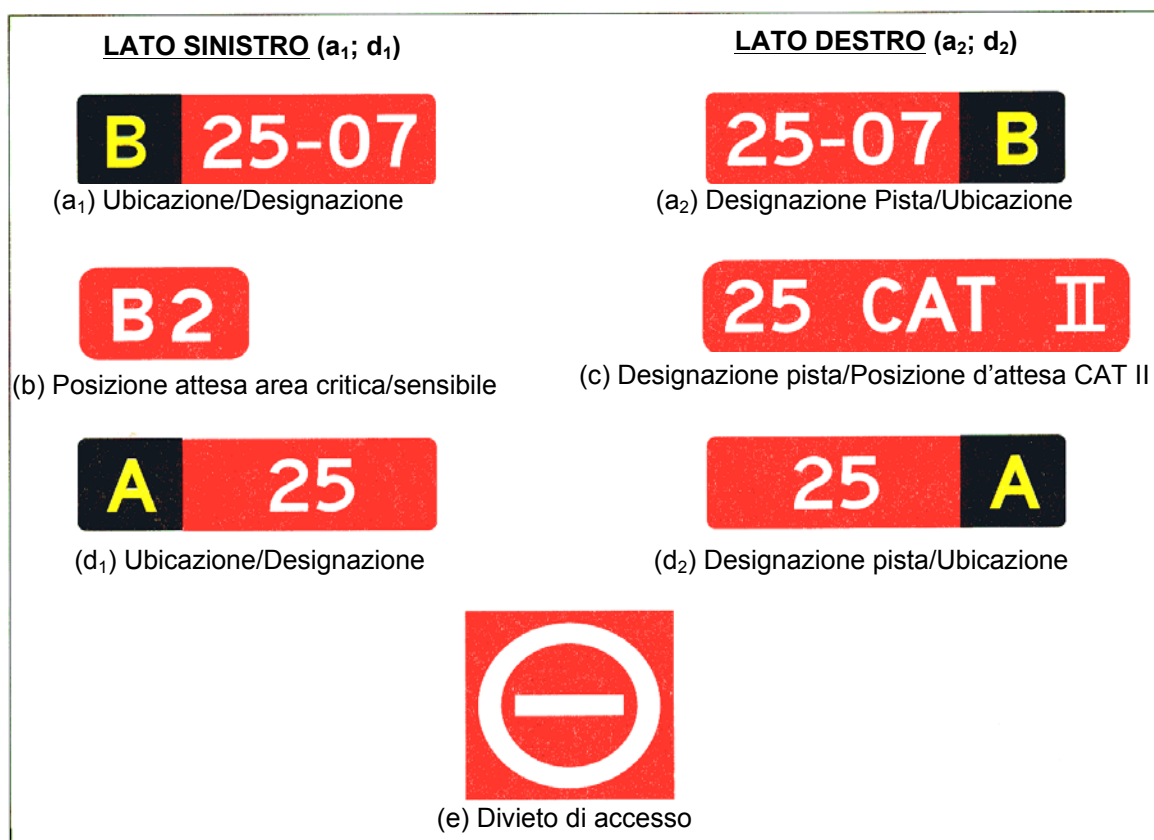 LATO SINISTRO (a1; d1)
LATO DESTRO (a2; d2)
B 25-07
25-07 B
(a1) Ubicazione/Designazione
(a2) Designazione Pista/Ubicazione
B2
25 CAT II
(b) Posizione attesa area critica/sensibile
(c) Designazione pista/Posizione d'attesa CAT II
A 25
25 A
(d1) Ubicazione/Designazione
(d2) Designazione pista/Ubicazione
(e) Divieto di accesso